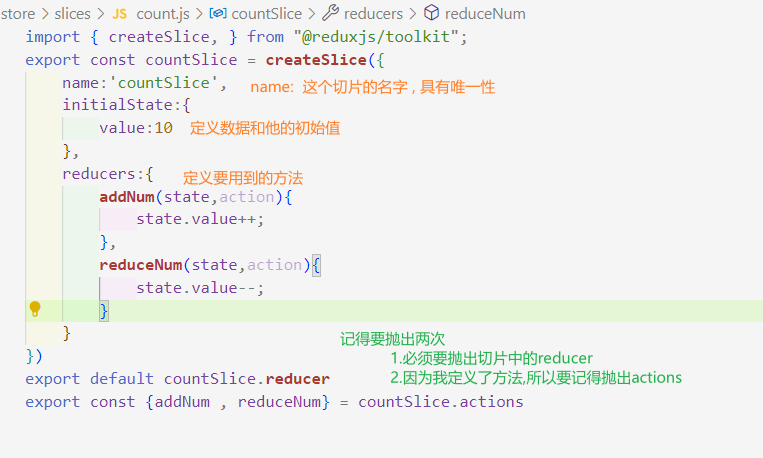 store > slices > JS count.js > countSlice > reducers > reduceNum
import { createSlice, } from "@reduxjs/toolkit";
export const countSlice = createSlice({
name:'countSlice', name: 这个切片的名字 , 具有唯一性
initialState:{
value:10 定义数据和他的初始值
},
reducers:{ 定义要用到的方法
addNum(state,action){
state.value++;
},
reduceNum(state,action){
state.value--;
}
} 记得要抛出两次
}) 1.必须要抛出切片中的reducer
export default countSlice.reducer 2.因为我定义了方法,所以要记得抛出actions
export const {addNum , reduceNum} = countSlice.actions